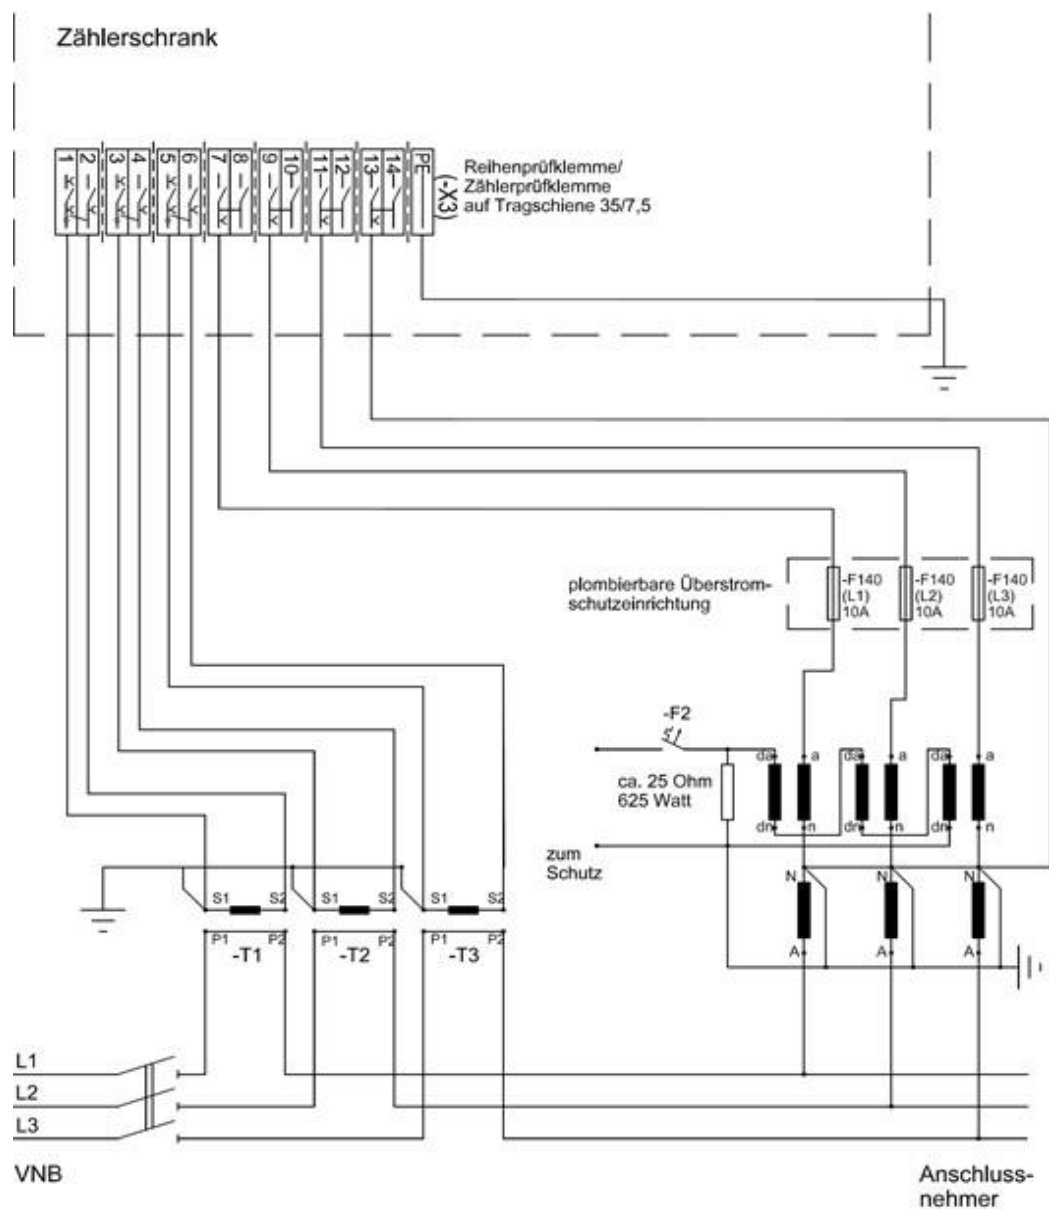 Zählerschrank
1 2 3 4 5 6 7 8 9 10 11 12 13 14 PE
(-X3)
Reihenprüfklemme/
Zählerprüfklemme
auf Tragschiene 35/7,5
plombierbare Überstrom-
schutzeinrichtung
-F140
(L1)
10A
-F140
(L2)
10A
-F140
(L3)
10A
-F2
ca. 25 Ohm
625 Watt
da a da a da a
dn n dn n dn n
zum
Schutz
N N N
A A A
S1 S2 S1 S2 S1 S2
P1 P2 P1 P2 P1 P2
-T1 -T2 -T3
L1
L2
L3
VNB
Anschluss-
nehmer